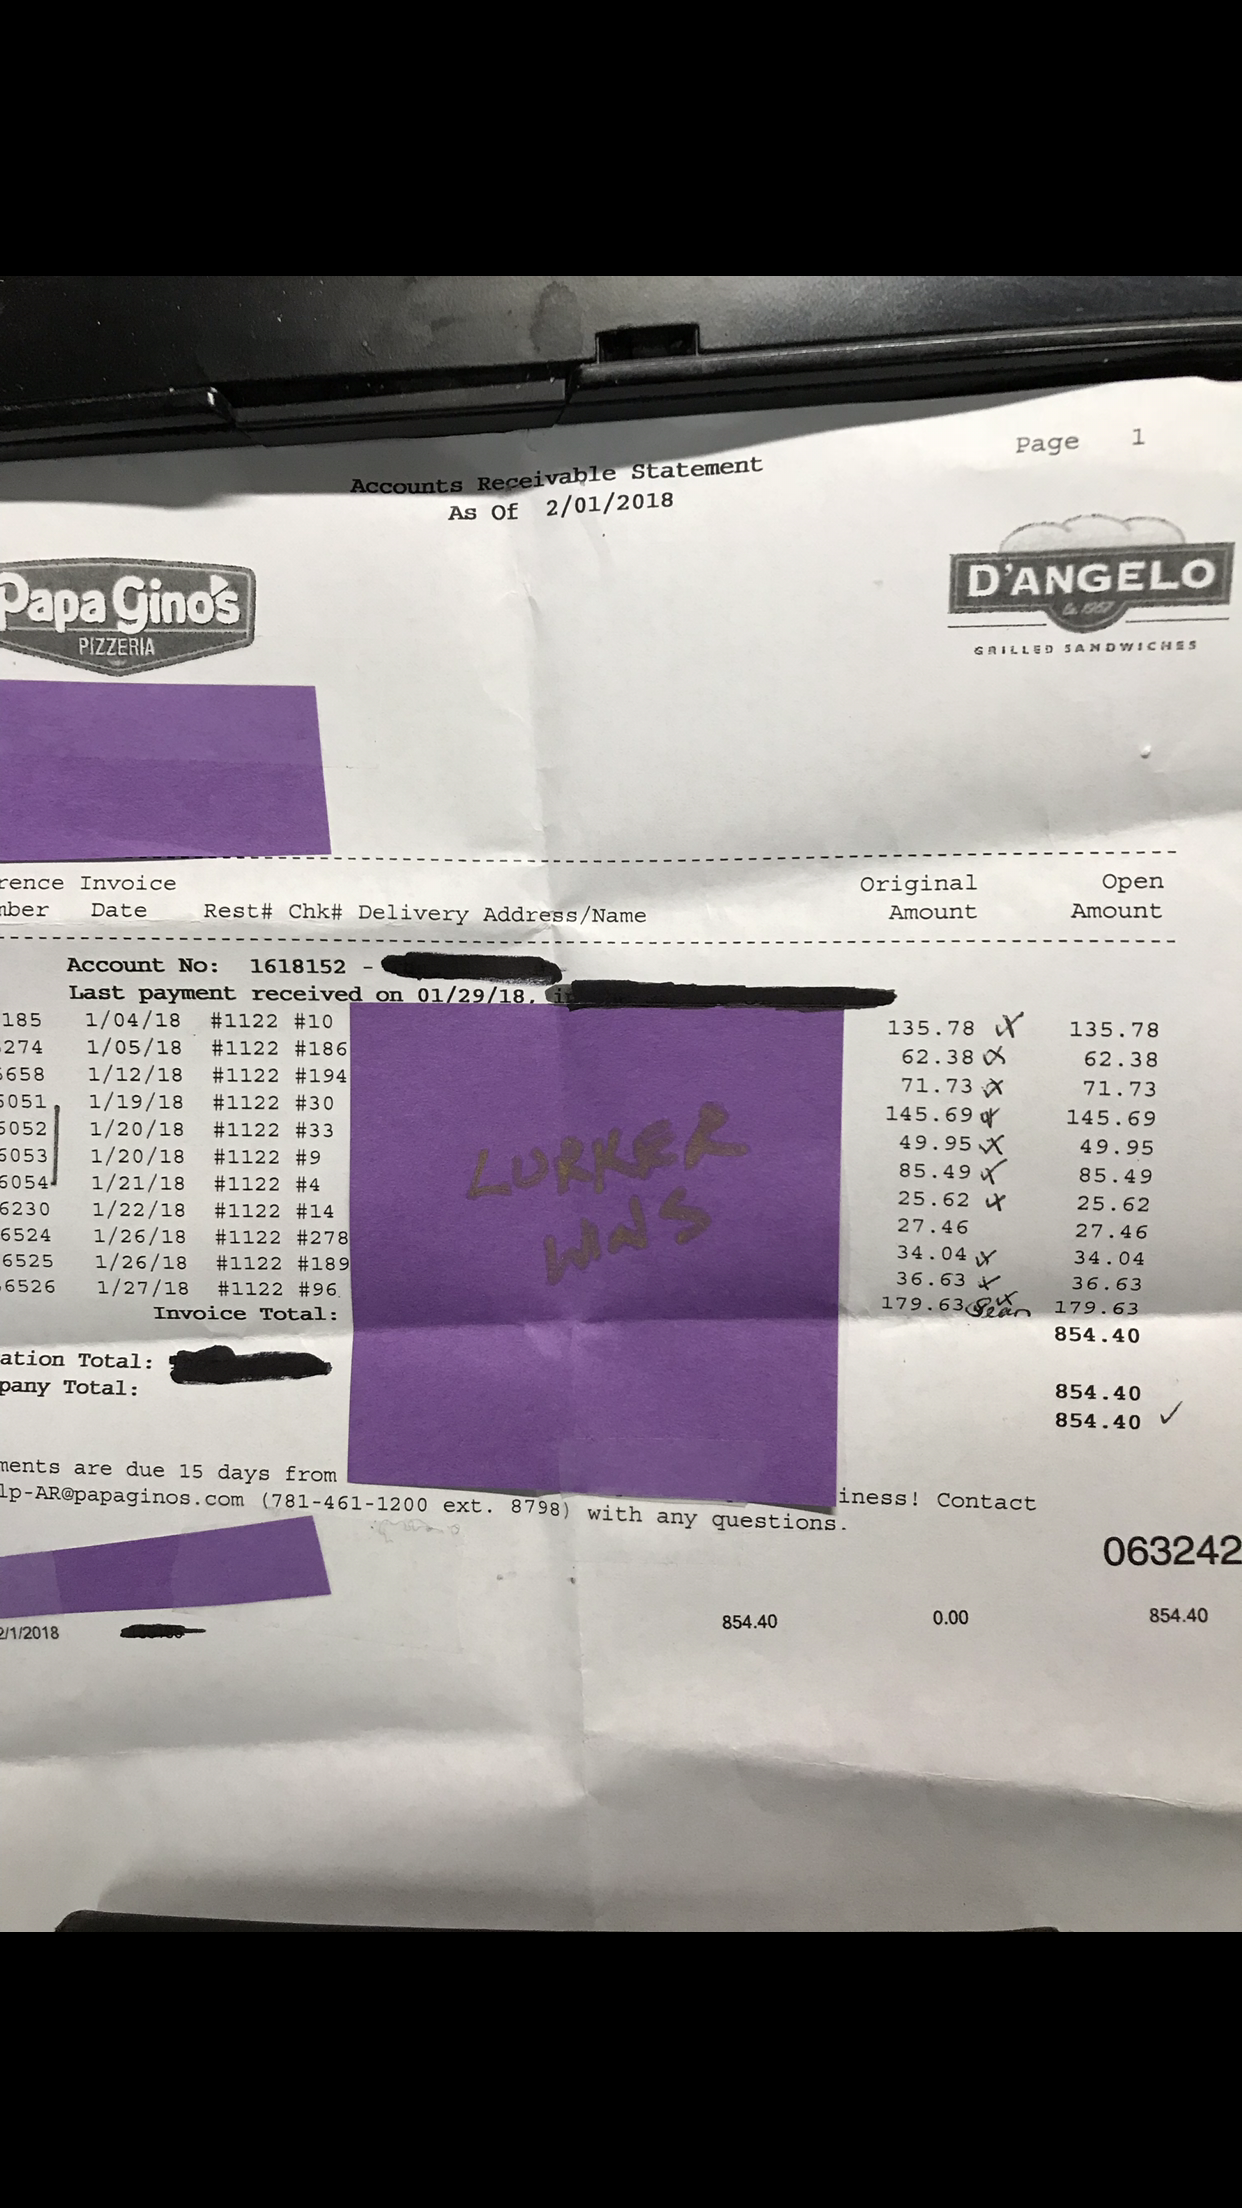 Page 1
Accounts Receivable Statement
As Of 2/01/2018
Papa Gino's
PIZZERIA
D'ANGELO
Est. 1967
GRILLED SANDWICHES
rence Invoice Original Open
mber Date Rest# Chk# Delivery Address/Name Amount Amount
Account No: 1618152 -
Last payment received on 01/29/18,
185 1/04/18 #1122 #10 135.78 135.78
274 1/05/18 #1122 #186 62.38 62.38
658 1/12/18 #1122 #194 71.73 71.73
5051 1/19/18 #1122 #30 145.69 145.69
6052 1/20/18 #1122 #33 49.95 49.95
6053 1/20/18 #1122 #9 85.49 85.49
6054 1/21/18 #1122 #4 25.62 25.62
6230 1/22/18 #1122 #14 27.46 27.46
6524 1/26/18 #1122 #278 34.04 34.04
6525 1/26/18 #1122 #189 36.63 36.63
6526 1/27/18 #1122 #96 179.63 Sean 179.63
LURKER
WINS
Invoice Total: 854.40
ation Total: 854.40
pany Total: 854.40
ments are due 15 days from iness! Contact
lp-AR@papaginos.com (781-461-1200 ext. 8798) with any questions.
063242
2/1/2018 854.40 0.00 854.40